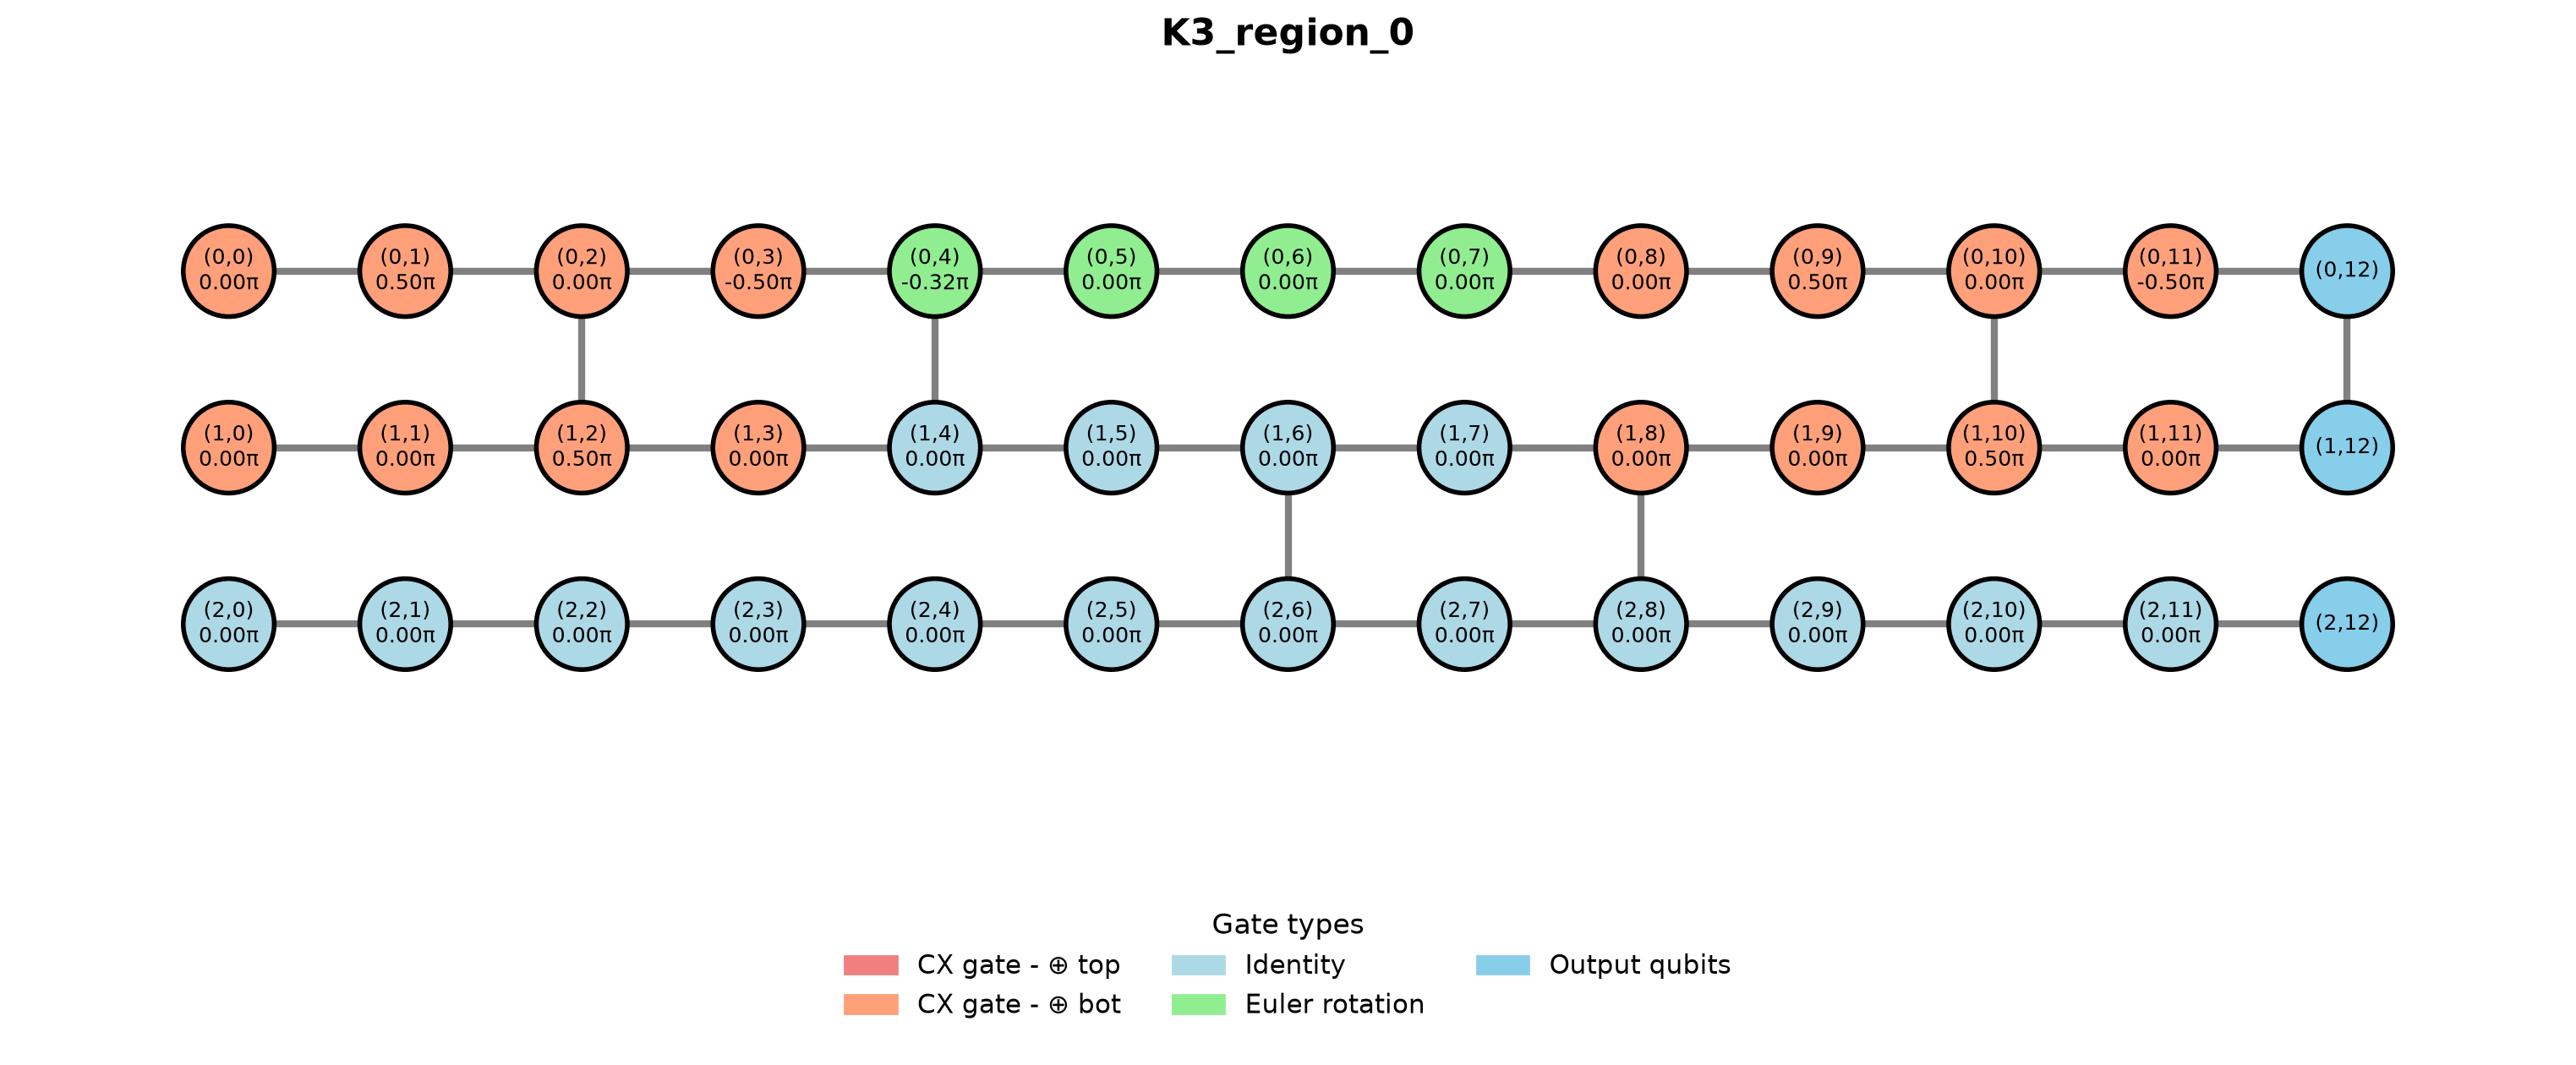 K3_region_0
(0,0)
0.00π
(0,1)
0.50π
(0,2)
0.00π
(0,3)
-0.50π
(0,4)
-0.32π
(0,5)
0.00π
(0,6)
0.00π
(0,7)
0.00π
(0,8)
0.00π
(0,9)
0.50π
(0,10)
0.00π
(0,11)
-0.50π
(0,12)
(1,0)
0.00π
(1,1)
0.00π
(1,2)
0.50π
(1,3)
0.00π
(1,4)
0.00π
(1,5)
0.00π
(1,6)
0.00π
(1,7)
0.00π
(1,8)
0.00π
(1,9)
0.00π
(1,10)
0.50π
(1,11)
0.00π
(1,12)
(2,0)
0.00π
(2,1)
0.00π
(2,2)
0.00π
(2,3)
0.00π
(2,4)
0.00π
(2,5)
0.00π
(2,6)
0.00π
(2,7)
0.00π
(2,8)
0.00π
(2,9)
0.00π
(2,10)
0.00π
(2,11)
0.00π
(2,12)
Gate types
CX gate - ⊕ top
CX gate - ⊕ bot
Identity
Euler rotation
Output qubits